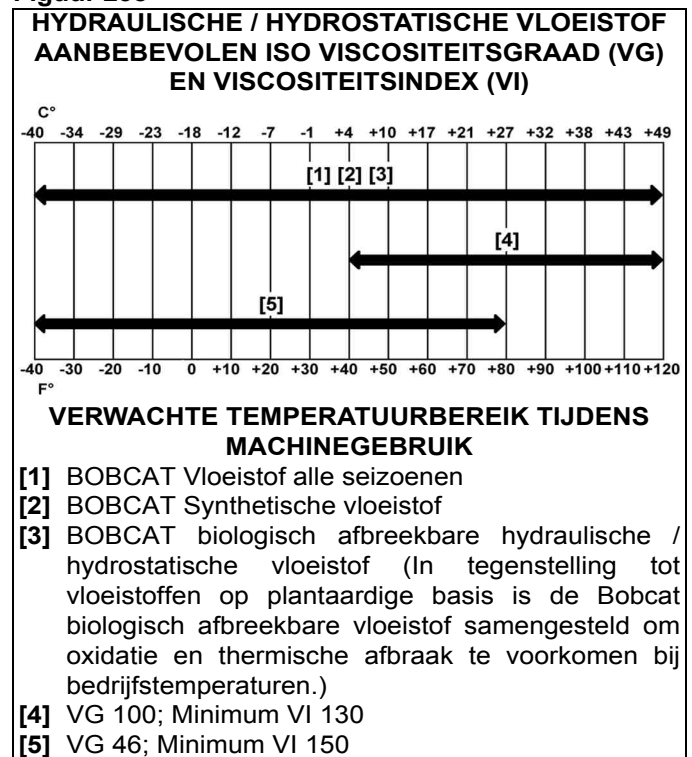 HYDRAULISCHE / HYDROSTATISCHE VLOEISTOF
AANBEBEVOLEN ISO VISCOSITEITSGRAAD (VG)
EN VISCOSITEITSINDEX (VI)
C°
-40 -34 -29 -23 -18 -12 -7 -1 +4 +10 +17 +21 +27 +32 +38 +43 +49
[1] [2] [3]
[4]
[5]
-40 -30 -20 -10 0 +10 +20 +30 +40 +50 +60 +70 +80 +90 +100 +110 +120
F°
VERWACHTE TEMPERATUURBEREIK TIJDENS
MACHINEGEBRUIK
[1] BOBCAT Vloeistof alle seizoenen
[2] BOBCAT Synthetische vloeistof
[3] BOBCAT biologisch afbreekbare hydraulische /
hydrostatische vloeistof (In tegenstelling tot
vloeistoffen op plantaardige basis is de Bobcat
biologisch afbreekbare vloeistof samengesteld om
oxidatie en thermische afbraak te voorkomen bij
bedrijfstemperaturen.)
[4] VG 100; Minimum VI 130
[5] VG 46; Minimum VI 150